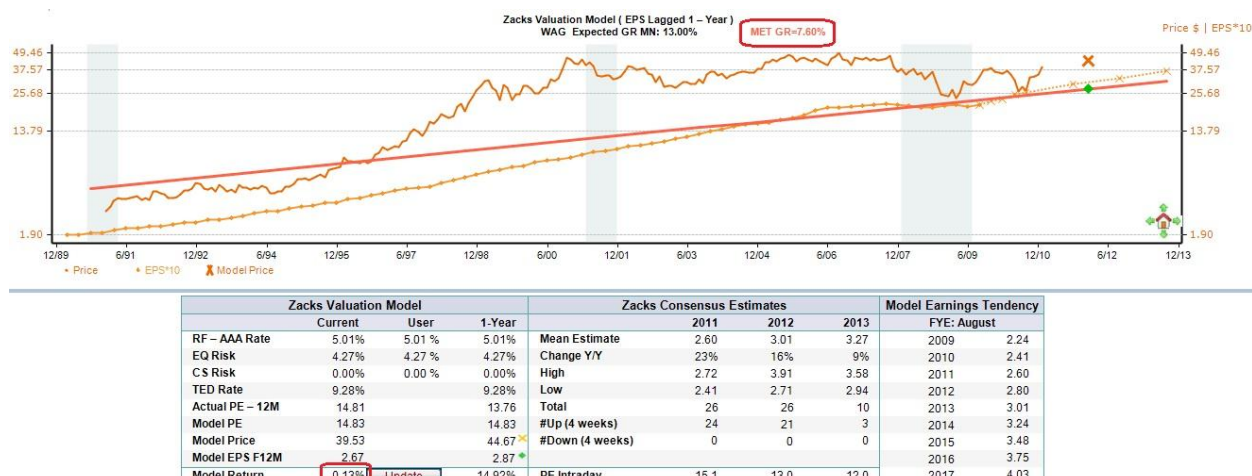 Zacks Valuation Model ( EPS Lagged 1 – Year )
WAG Expected GR MN: 13.00% MET GR=7.60%
Price $ | EPS*10
49.46 49.46
37.57 37.57
25.68 25.68
13.79 13.79
1.90 1.90
12/89 6/91 12/92 6/94 12/95 6/97 12/98 6/00 12/01 6/03 12/04 6/06 12/07 6/09 12/10 6/12 12/13
Price EPS*10 Model Price
Zacks Valuation Model Zacks Consensus Estimates Model Earnings Tendency
Current User 1-Year 2011 2012 2013 FYE: August
RF – AAA Rate 5.01% 5.01 % 5.01% Mean Estimate 2.60 3.01 3.27 2009 2.24
EQ Risk 4.27% 4.27 % 4.27% Change Y/Y 23% 16% 9% 2010 2.41
CS Risk 0.00% 0.00 % 0.00% High 2.72 3.91 3.58 2011 2.60
TED Rate 9.28% 9.28% Low 2.41 2.71 2.94 2012 2.80
Actual PE – 12M 14.81 13.76 Total 26 26 10 2013 3.01
Model PE 14.83 14.83 #Up (4 weeks) 24 21 3 2014 3.24
Model Price 39.53 44.67 #Down (4 weeks) 0 0 0 2015 3.48
Model EPS F12M 2.67 2.87 2016 3.75
Model Return 0.13% Update 14.92% PE Intraday 15.1 13.0 12.0 2017 4.03